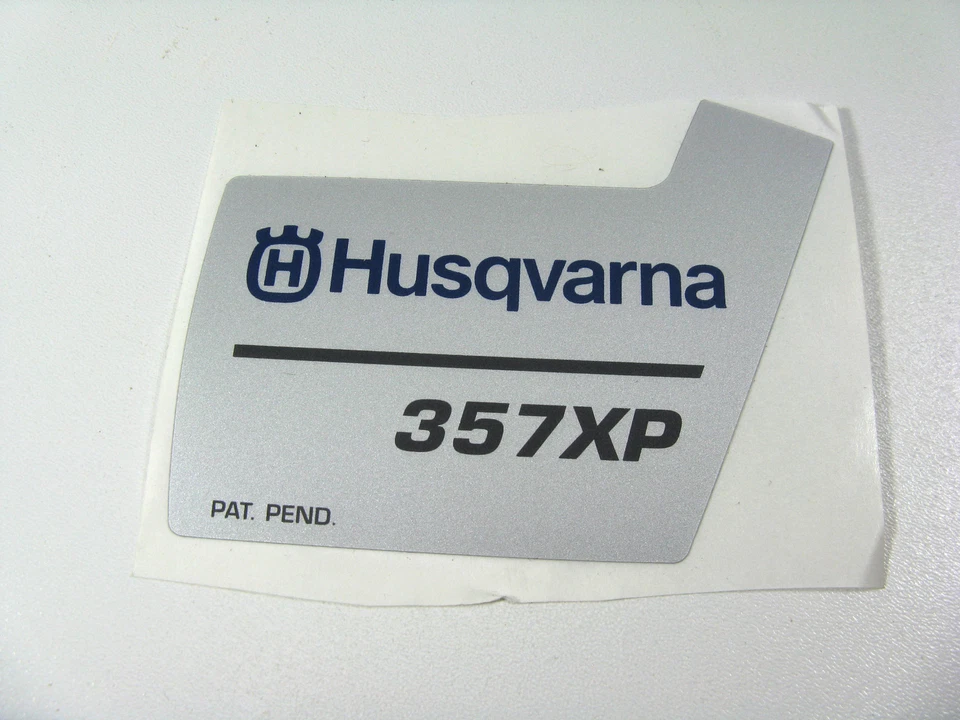 H Husqvarna
357XP
PAT. PEND.